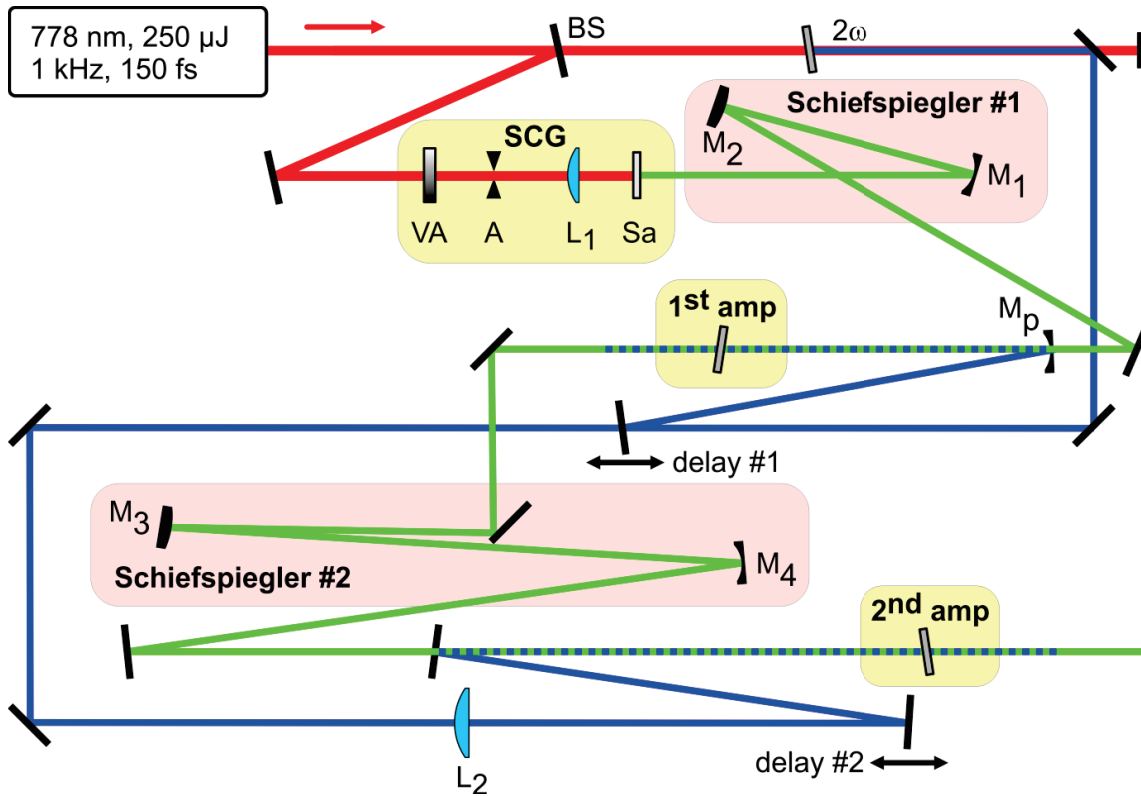 778 nm, 250 µJ
1 kHz, 150 fs
BS
2ω
Schiefspiegler #1
SCG
M2
M1
VA
A
L1
Sa
1st amp
Mp
delay #1
M3
M4
Schiefspiegler #2
2nd amp
L2
delay #2